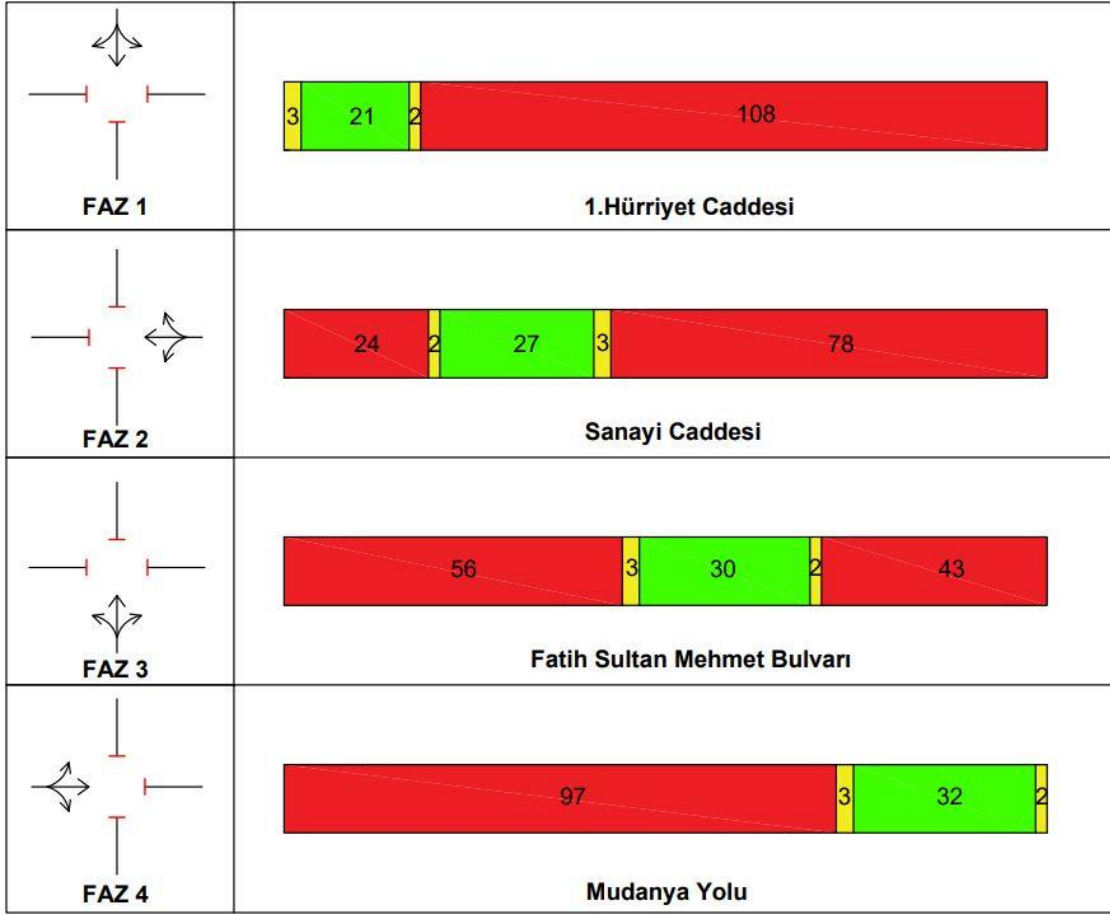 3 21 2 108
FAZ 1
1.Hürriyet Caddesi
24 2 27 3 78
FAZ 2
Sanayi Caddesi
56 3 30 2 43
FAZ 3
Fatih Sultan Mehmet Bulvarı
97 3 32 2
FAZ 4
Mudanya Yolu